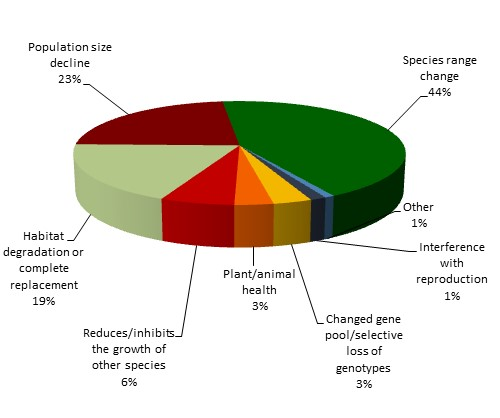 Population size
decline
23%
Species range
change
44%
Other
1%
Interference
with
reproduction
1%
Changed gene
pool/selective
loss of
genotypes
3%
Plant/animal
health
3%
Reduces/inhibits
the growth of
other species
6%
Habitat
degradation or
complete
replacement
19%